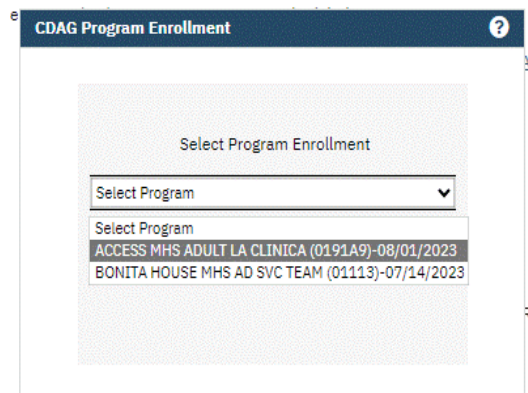 CDAG Program Enrollment ?
Select Program Enrollment
Select Program
Select Program
ACCESS MHS ADULT LA CLINICA (0191A9)-08/01/2023
BONITA HOUSE MHS AD SVC TEAM (01113)-07/14/2023